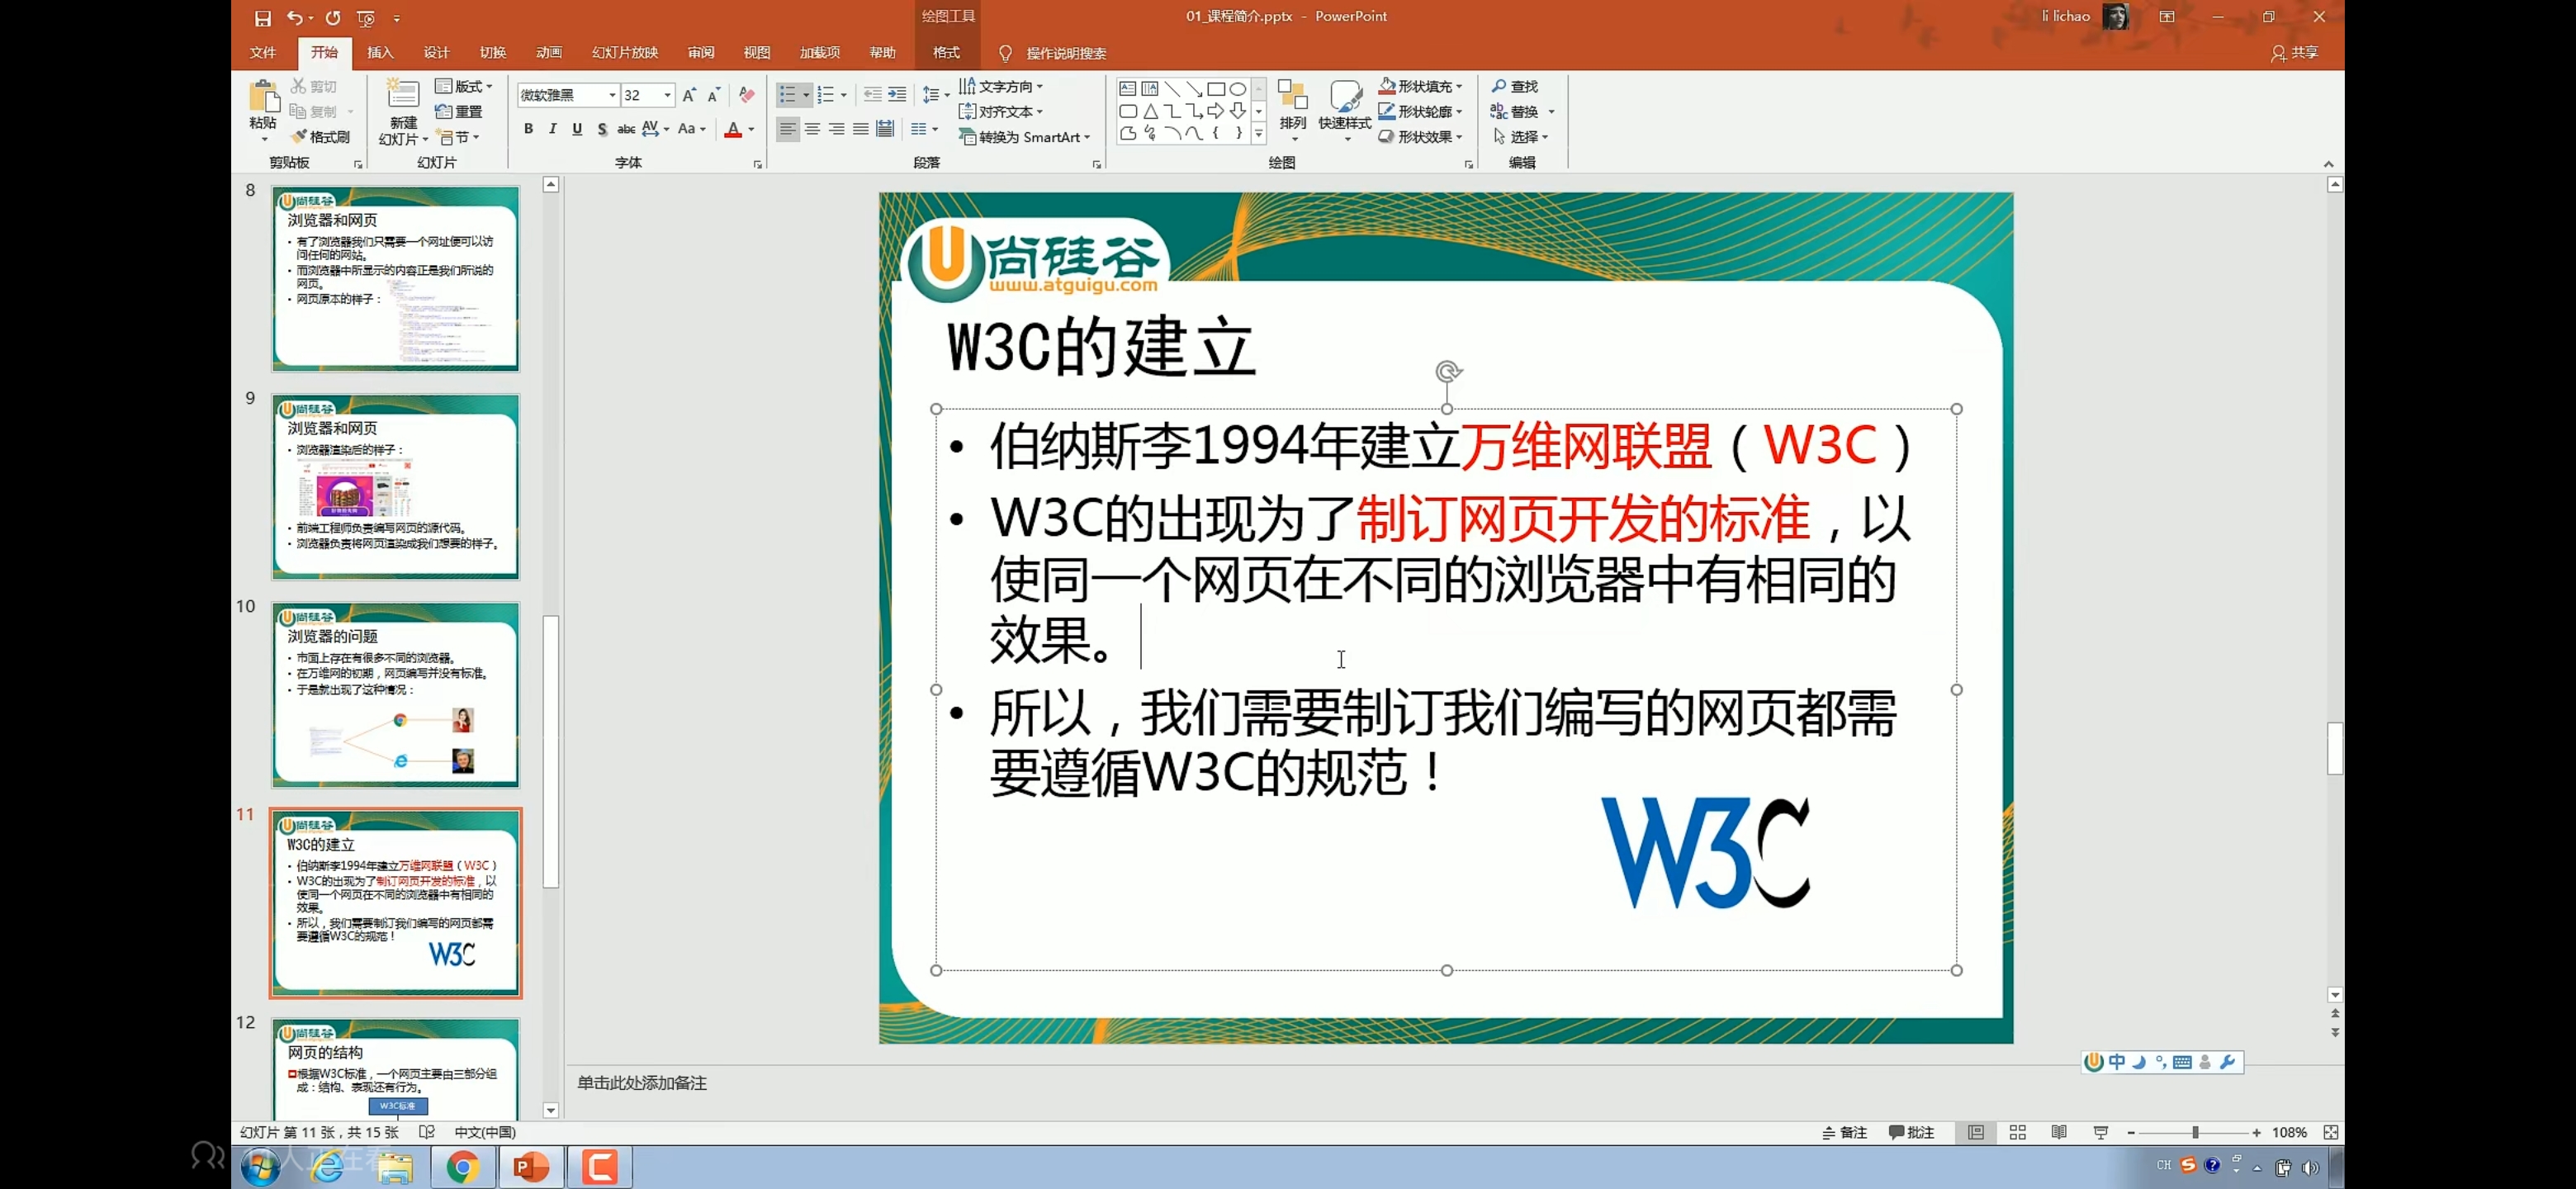 绘图工具
01_课程简介.pptx - PowerPoint
li lichao
文件 开始 插入 设计 切换 动画 幻灯片放映 审阅 视图 加载项 帮助 格式 操作说明搜索
共享
粘贴 剪切 复制 格式刷
剪贴板
新建幻灯片 版式 重置 节
幻灯片
微软雅黑 32
B I U S abc AV Aa A
字体
文字方向
对齐文本
转换为 SmartArt
段落
排列 快速样式 形状填充 形状轮廓 形状效果
绘图
查找
替换
选择
编辑
8
尚硅谷
浏览器和网页
• 有了浏览器我们只需要一个网址便可以访
问任何的网站。
• 而浏览器中所显示的内容正是我们所说的
网页。
• 网页原本的样子：
9
尚硅谷
浏览器和网页
• 浏览器渲染后的样子：
• 前端工程师负责编写网页的源代码。
• 浏览器负责将网页渲染成我们想要的样子。
10
尚硅谷
浏览器的问题
• 市面上存在有很多不同的浏览器。
• 在万维网的初期，网页编写并没有标准。
• 于是就出现了这种情况：
11
尚硅谷
W3C的建立
• 伯纳斯李1994年建立万维网联盟（W3C）
• W3C的出现为了制订网页开发的标准，以
使同一个网页在不同的浏览器中有相同的
效果。
• 所以，我们需要制订我们编写的网页都需
要遵循W3C的规范！
W3C
12
尚硅谷
网页的结构
根据W3C标准，一个网页主要由三部分组
成：结构、表现还有行为。
W3C标准
尚硅谷
www.atguigu.com
W3C的建立
• 伯纳斯李1994年建立万维网联盟（W3C）
• W3C的出现为了制订网页开发的标准，以
使同一个网页在不同的浏览器中有相同的
效果。
• 所以，我们需要制订我们编写的网页都需
要遵循W3C的规范！
W3C
单击此处添加备注
中
幻灯片 第 11 张，共 15 张 中文(中国)
备注 批注 108%
人正在看
CH